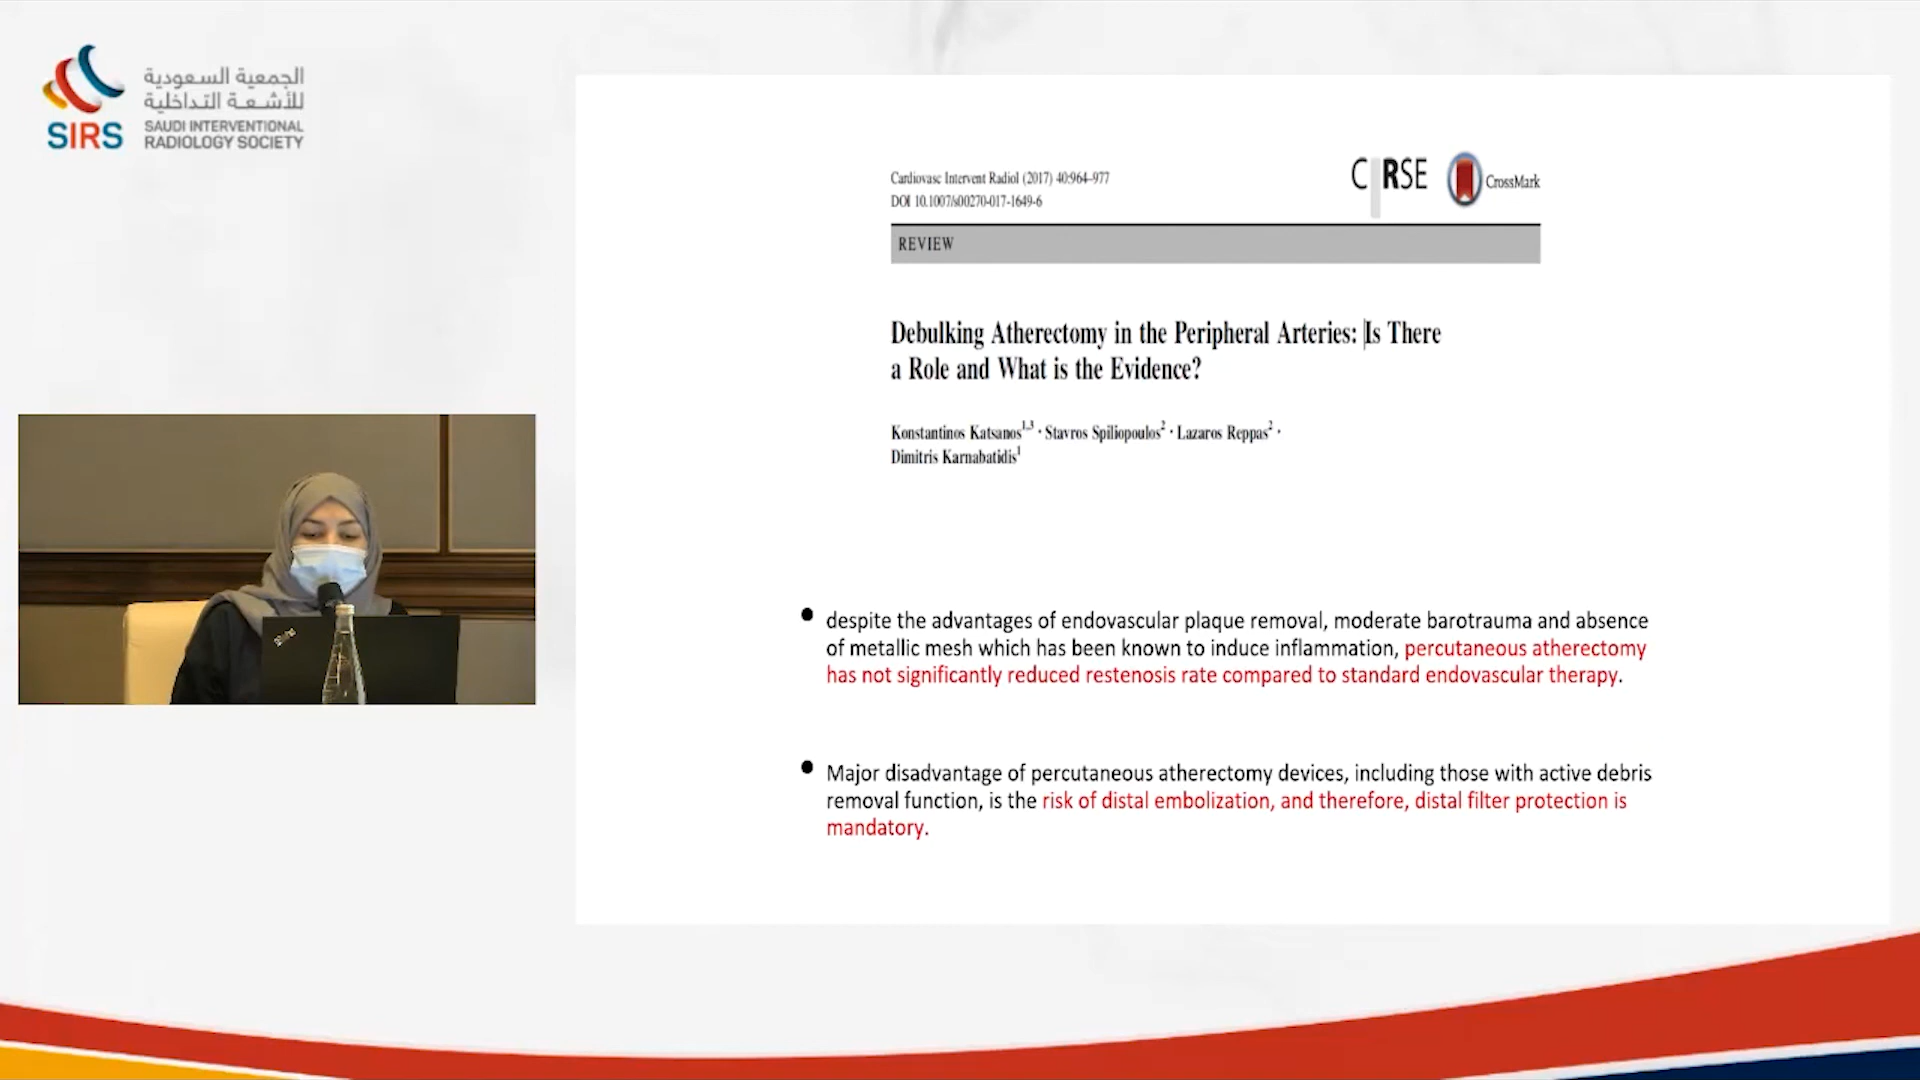 الجمعية السعودية
للأشعة التداخلية
SIRS
SAUDI INTERVENTIONAL
RADIOLOGY SOCIETY
Cardiovasc Intervent Radiol (2017) 40:964–977
DOI 10.1007/s00270-017-1649-6
CIRSE
CrossMark
REVIEW
Debulking Atherectomy in the Peripheral Arteries: Is There
a Role and What is the Evidence?
Konstantinos Katsanos1,3 · Stavros Spiliopoulos2 · Lazaros Reppas2 ·
Dimitris Karnabatidis1
• despite the advantages of endovascular plaque removal, moderate barotrauma and absence
of metallic mesh which has been known to induce inflammation, percutaneous atherectomy
has not significantly reduced restenosis rate compared to standard endovascular therapy.
• Major disadvantage of percutaneous atherectomy devices, including those with active debris
removal function, is the risk of distal embolization, and therefore, distal filter protection is
mandatory.